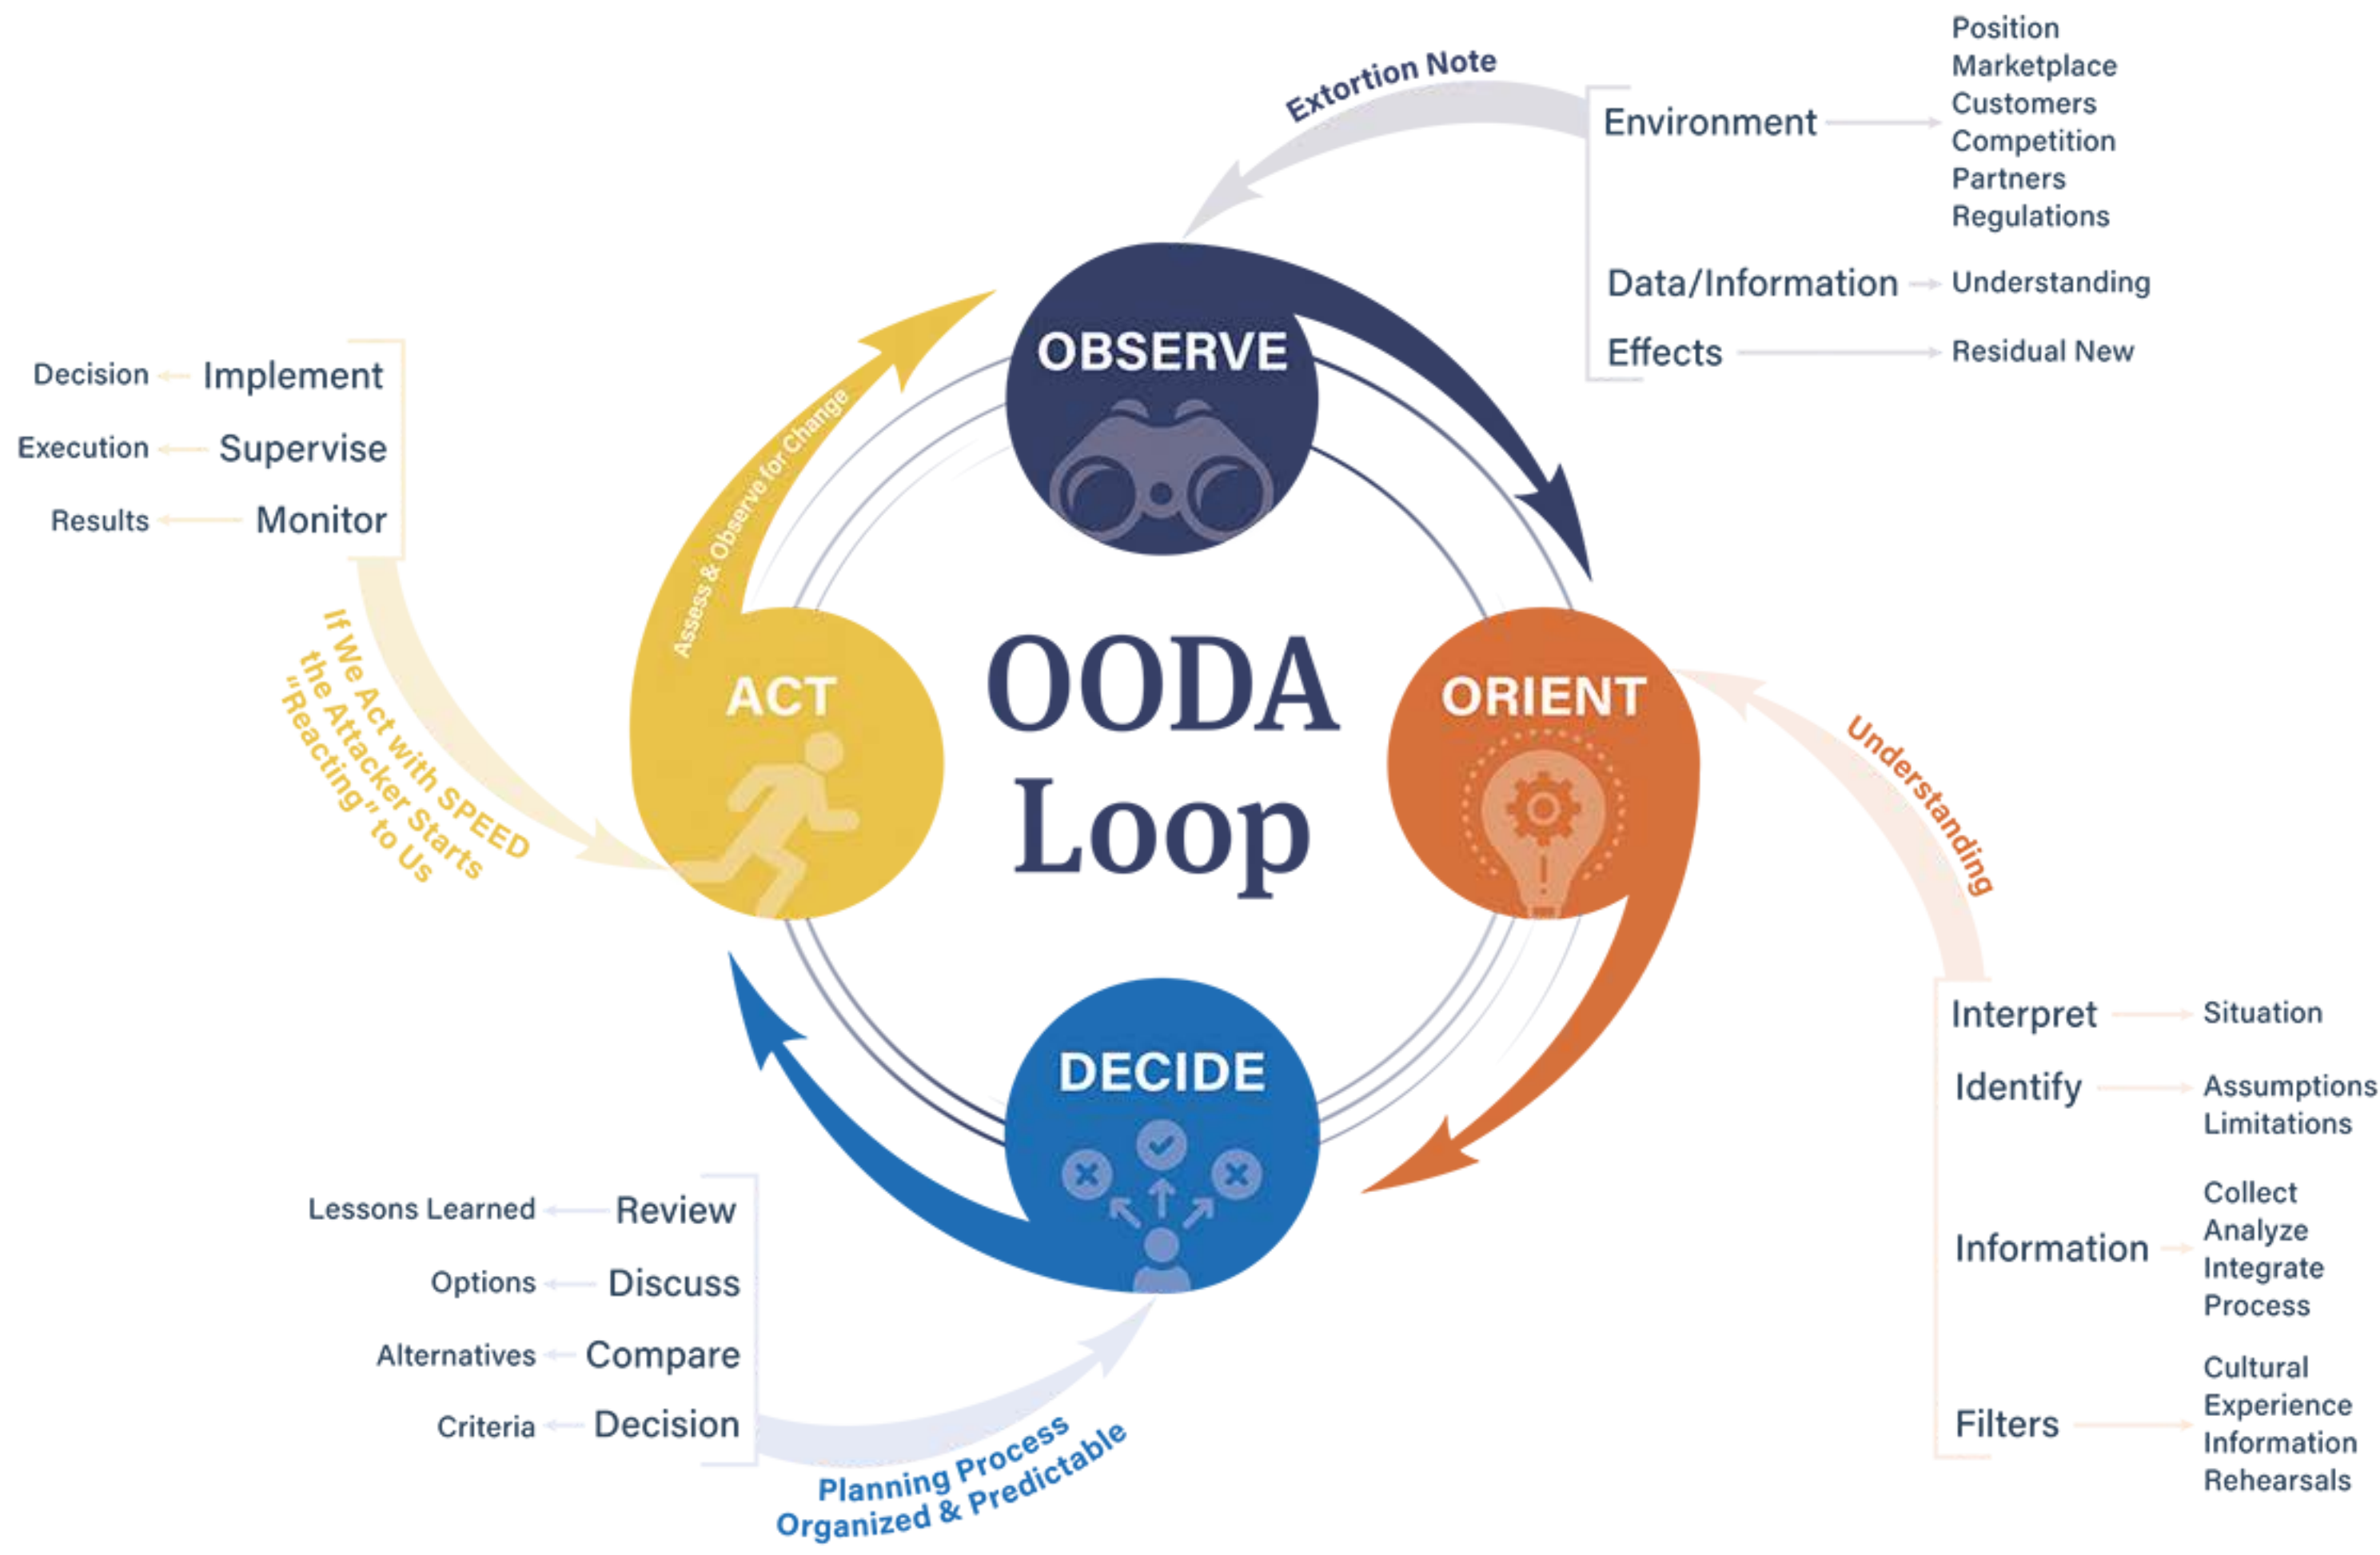 Extortion Note
Environment
Position
Marketplace
Customers
Competition
Partners
Regulations
Data/Information
Understanding
Effects
Residual New
OBSERVE
Assess & Observe for Change
Decision
Implement
Execution
Supervise
Results
Monitor
If We Act with SPEED
the Attacker Starts
“Reacting” to Us
ACT
OODA
Loop
ORIENT
Understanding
Interpret
Situation
Identify
Assumptions
Limitations
Information
Collect
Analyze
Integrate
Process
Filters
Cultural
Experience
Information
Rehearsals
DECIDE
Lessons Learned
Review
Options
Discuss
Alternatives
Compare
Criteria
Decision
Planning Process
Organized & Predictable